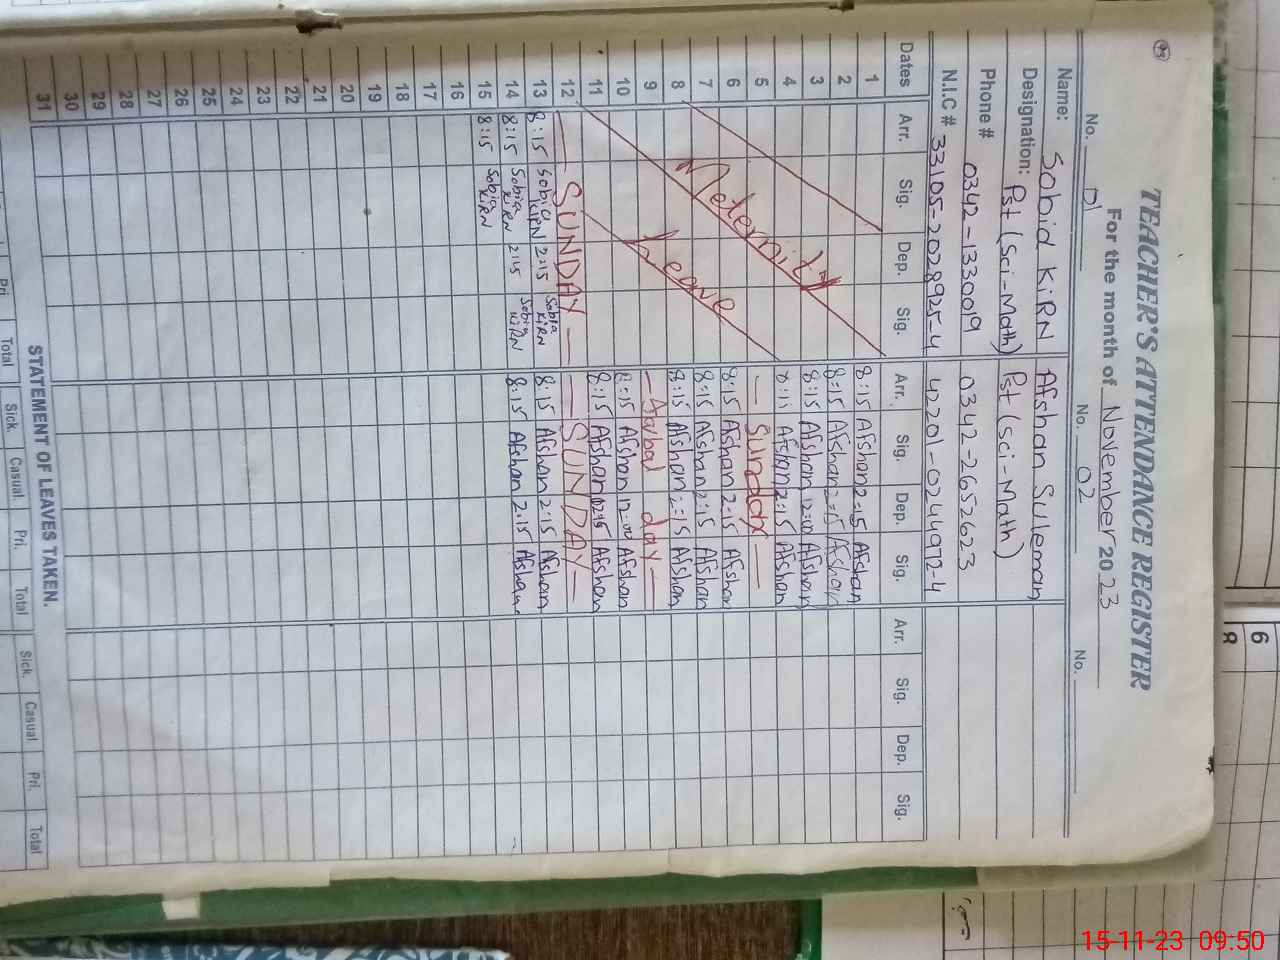 95
TEACHER'S ATTENDANCE REGISTER
For the month of November 2023
No. 01 No. 02 No.
Name: Sobid KiRN Afshan Suleman
Designation: Pst (Sci-Math) Pst (sci-Math)
Phone # 0342-1330019 0342-2652623
N.I.C # 33105-2028925-4 42201-0244972-4
Dates Arr. Sig. Dep. Sig. Arr. Sig. Dep. Sig. Arr. Sig. Dep. Sig.
1 8:15 Afshan 2=15 Afshan
2 8:15 Afshan 2=15 Afshan
3 8:15 Afshan 12=00 Afshan
4 Afshan 2=15 Afshan
5 — Sunday —
6 8:15 Afshan 2=15 Afshan
7 8:15 Afshan 2:15 Afshan
8 8:15 Afshan 2=15 Afshan
Meternity
Leave
9 day —
10 8:15 Afshan 12=00 Afshan
11 8:15 Afshan Afshan
12 — SUNDAY — — SUNDAY —
13 8:15 Sobia KiRN 2:15 Sobia KiRN 8:15 Afshan 2:15 Afshan
14 8:15 Sobia KiRN 2:15 Sobia KiRN 8:15 Afshan 2.15 Afshan
15 8:15 Sobia KiRN
16
17
18
19
20
21
22
23
24
25
26
27
28
29
30
31
STATEMENT OF LEAVES TAKEN.
Pri. Total Sick. Casual. Pri. Total Sick. Casual Pri. Total
6
8
15-11-23 09:50